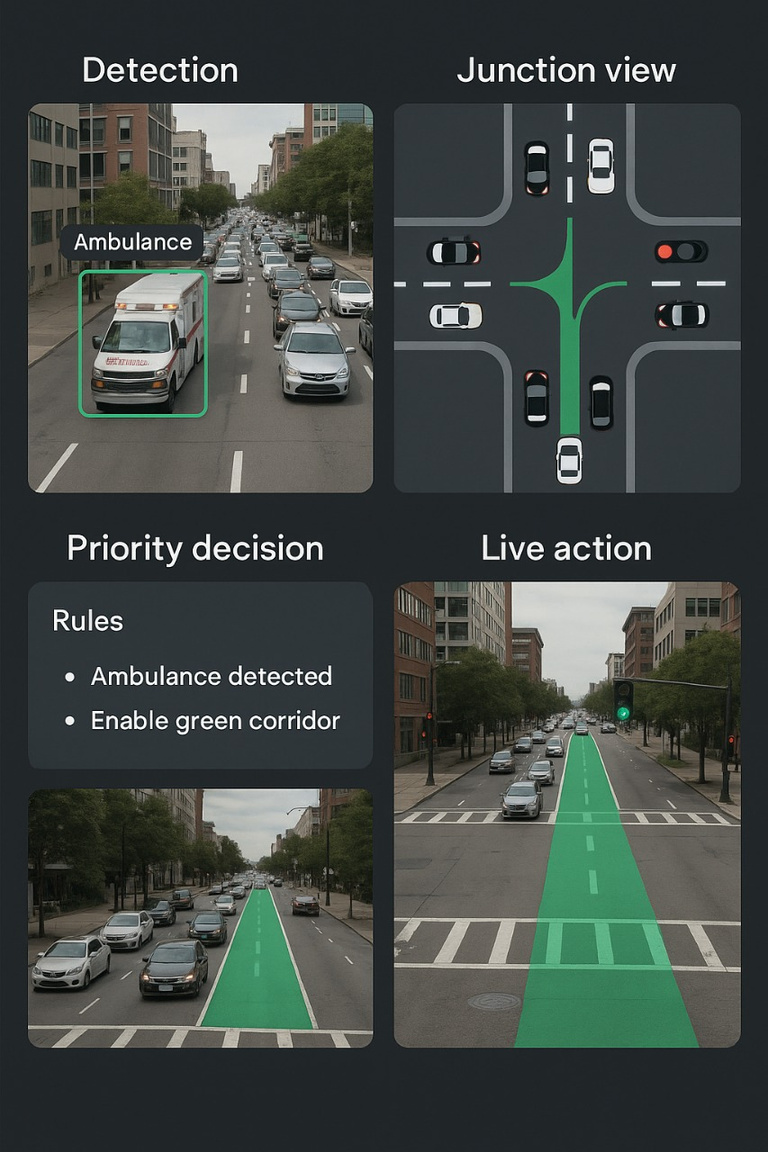 Detection
Junction view
Ambulance
Priority decision
Live action
Rules
• Ambulance detected
• Enable green corridor